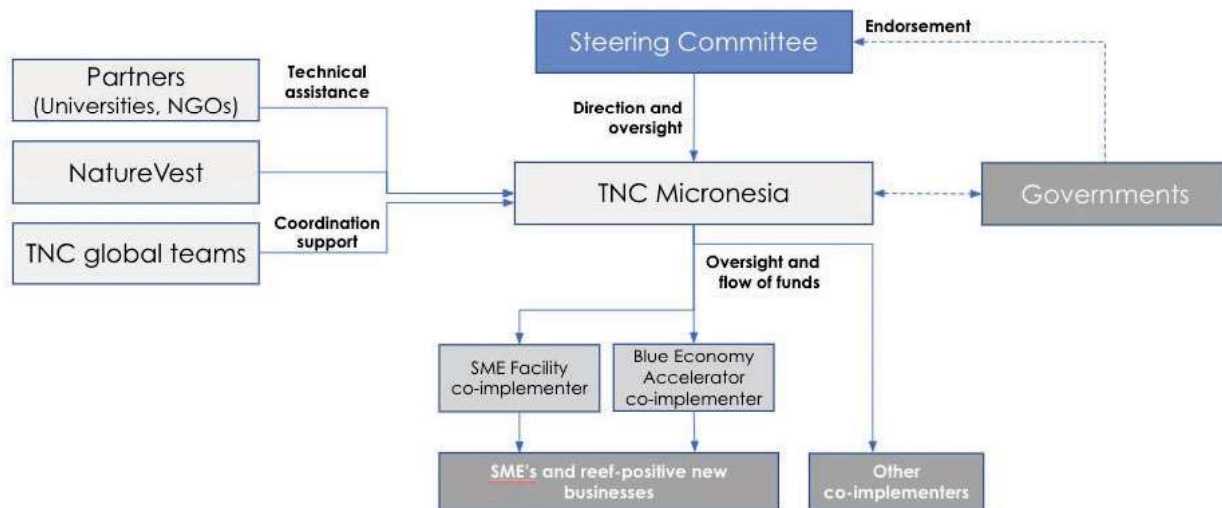 Steering Committee
Endorsement
Partners
(Universities, NGOs)
Technical
assistance
Direction and
oversight
NatureVest
TNC Micronesia
Governments
TNC global teams
Coordination
support
Oversight and
flow of funds
SME Facility
co-implementer
Blue Economy
Accelerator
co-implementer
SME's and reef-positive new
businesses
Other
co-implementers